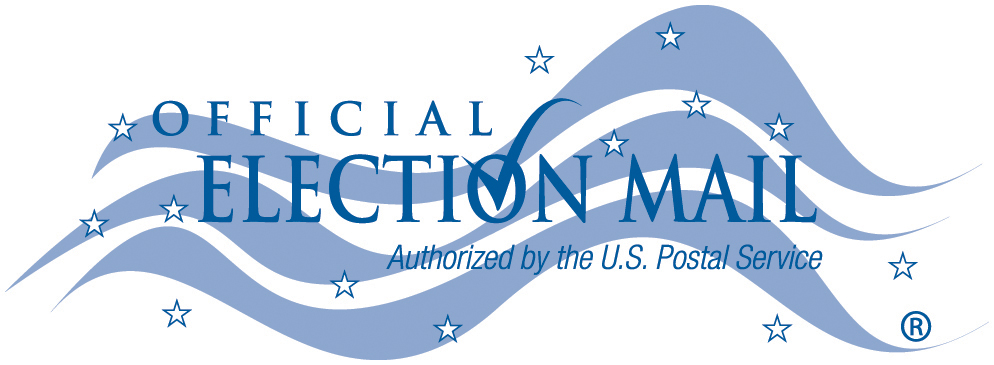 OFFICIAL
ELECTION MAIL
Authorized by the U.S. Postal Service
®